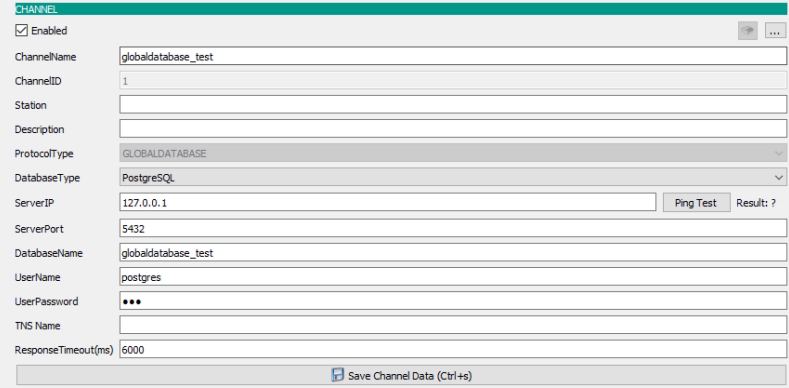 CHANNEL
Enabled
...
ChannelName globaldatabase_test
ChannelID 1
Station
Description
ProtocolType GLOBALDATABASE
DatabaseType PostgreSQL
ServerIP 127.0.0.1 Ping Test Result: ?
ServerPort 5432
DatabaseName globaldatabase_test
UserName postgres
UserPassword ●●●
TNS Name
ResponseTimeout(ms) 6000
Save Channel Data (Ctrl+s)